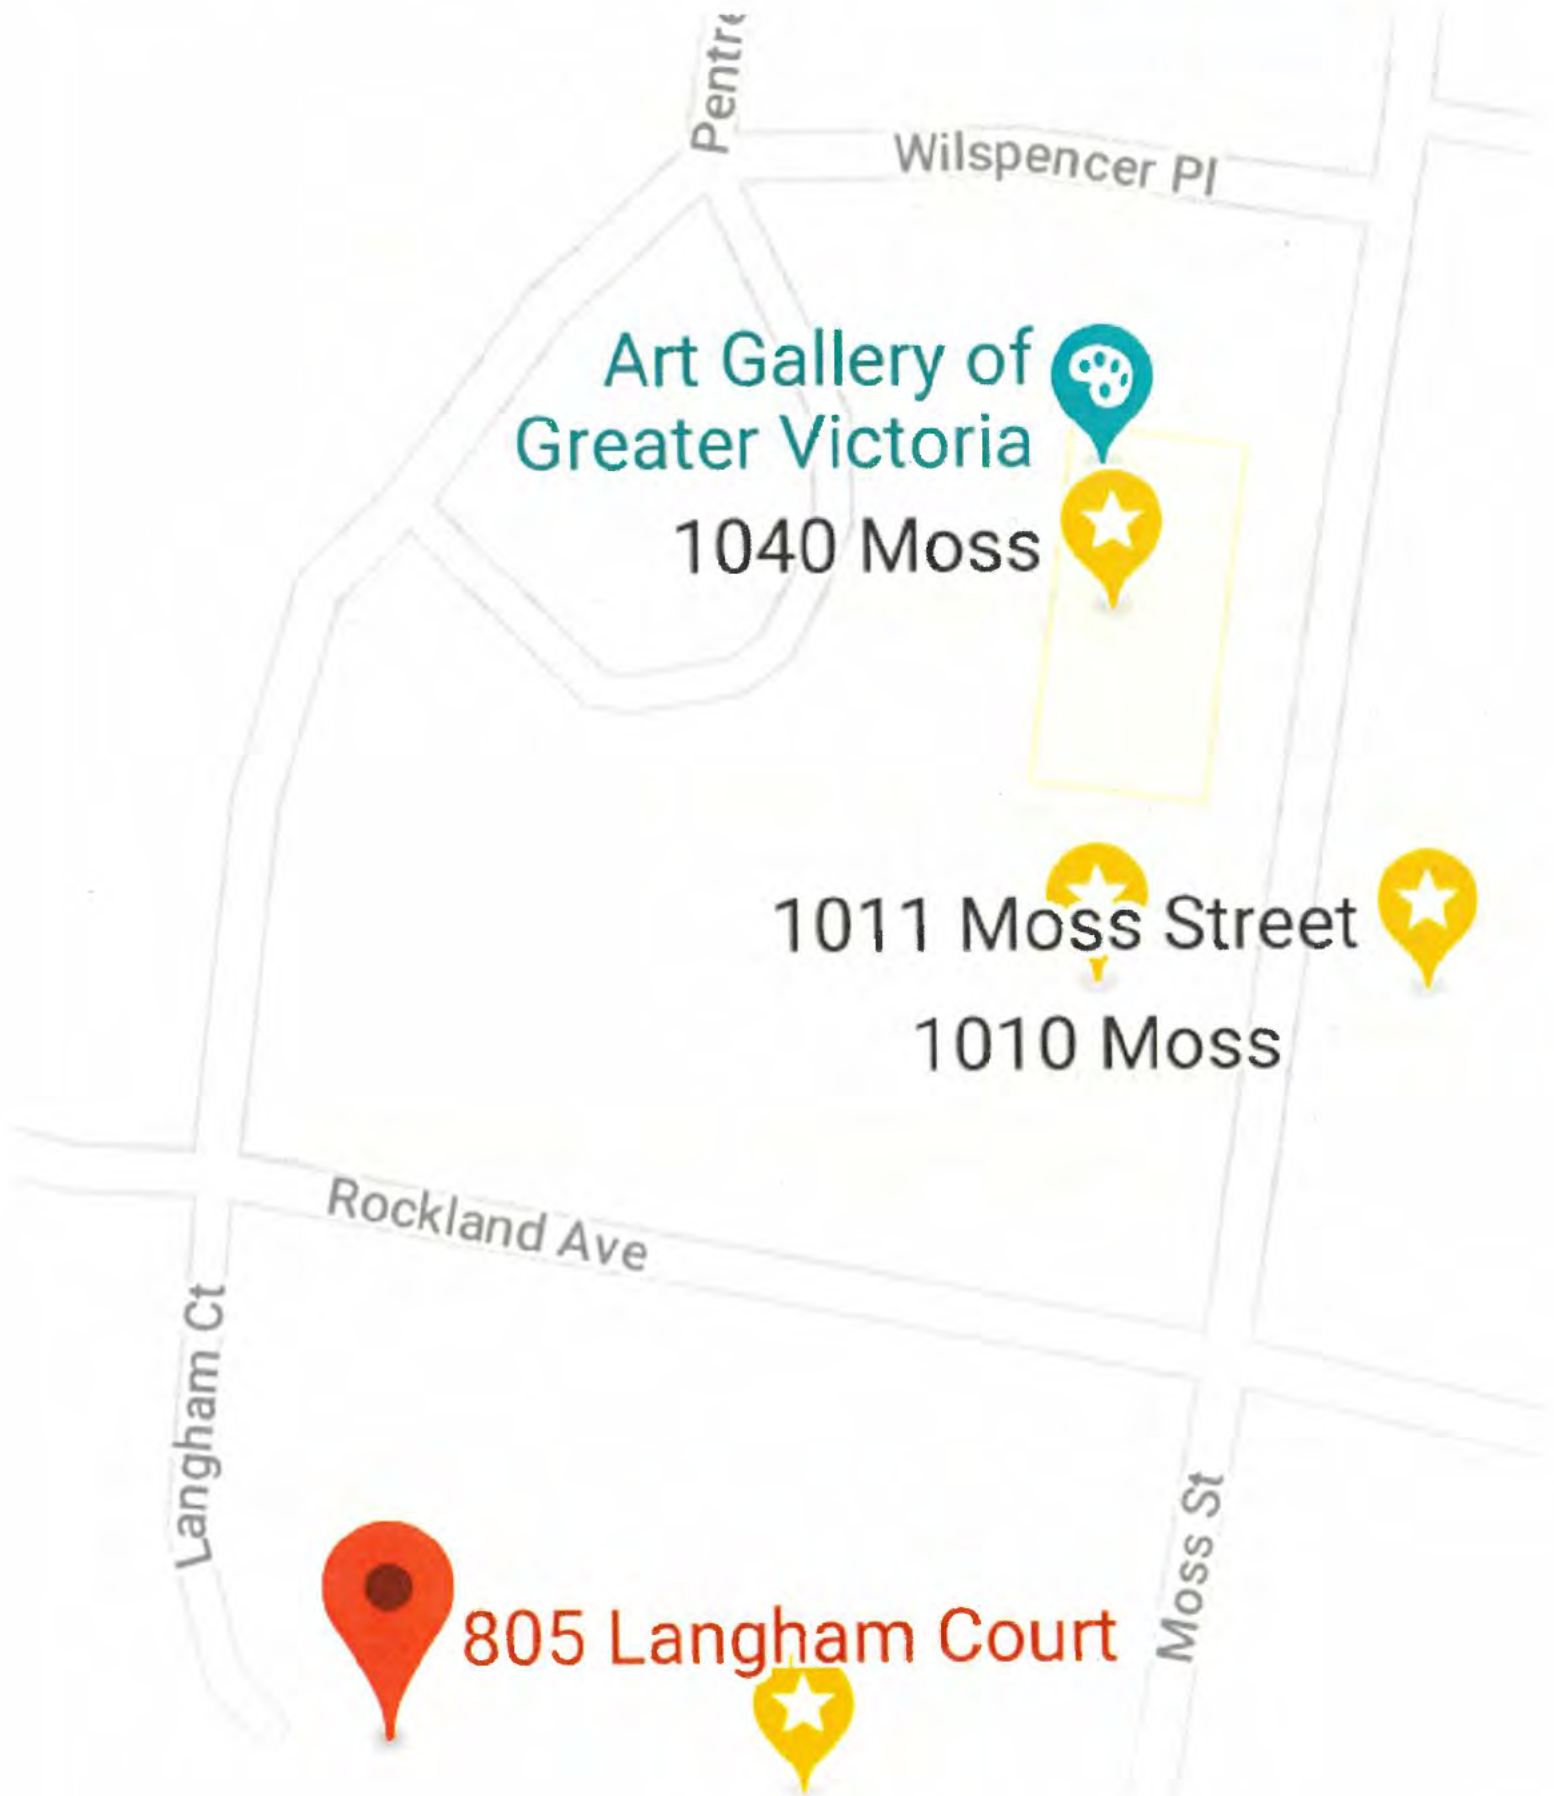 Wilspencer Pl
Art Gallery of
Greater Victoria
1040 Moss
1011 Moss Street
1010 Moss
Rockland Ave
Langham Ct
Moss St
805 Langham Court